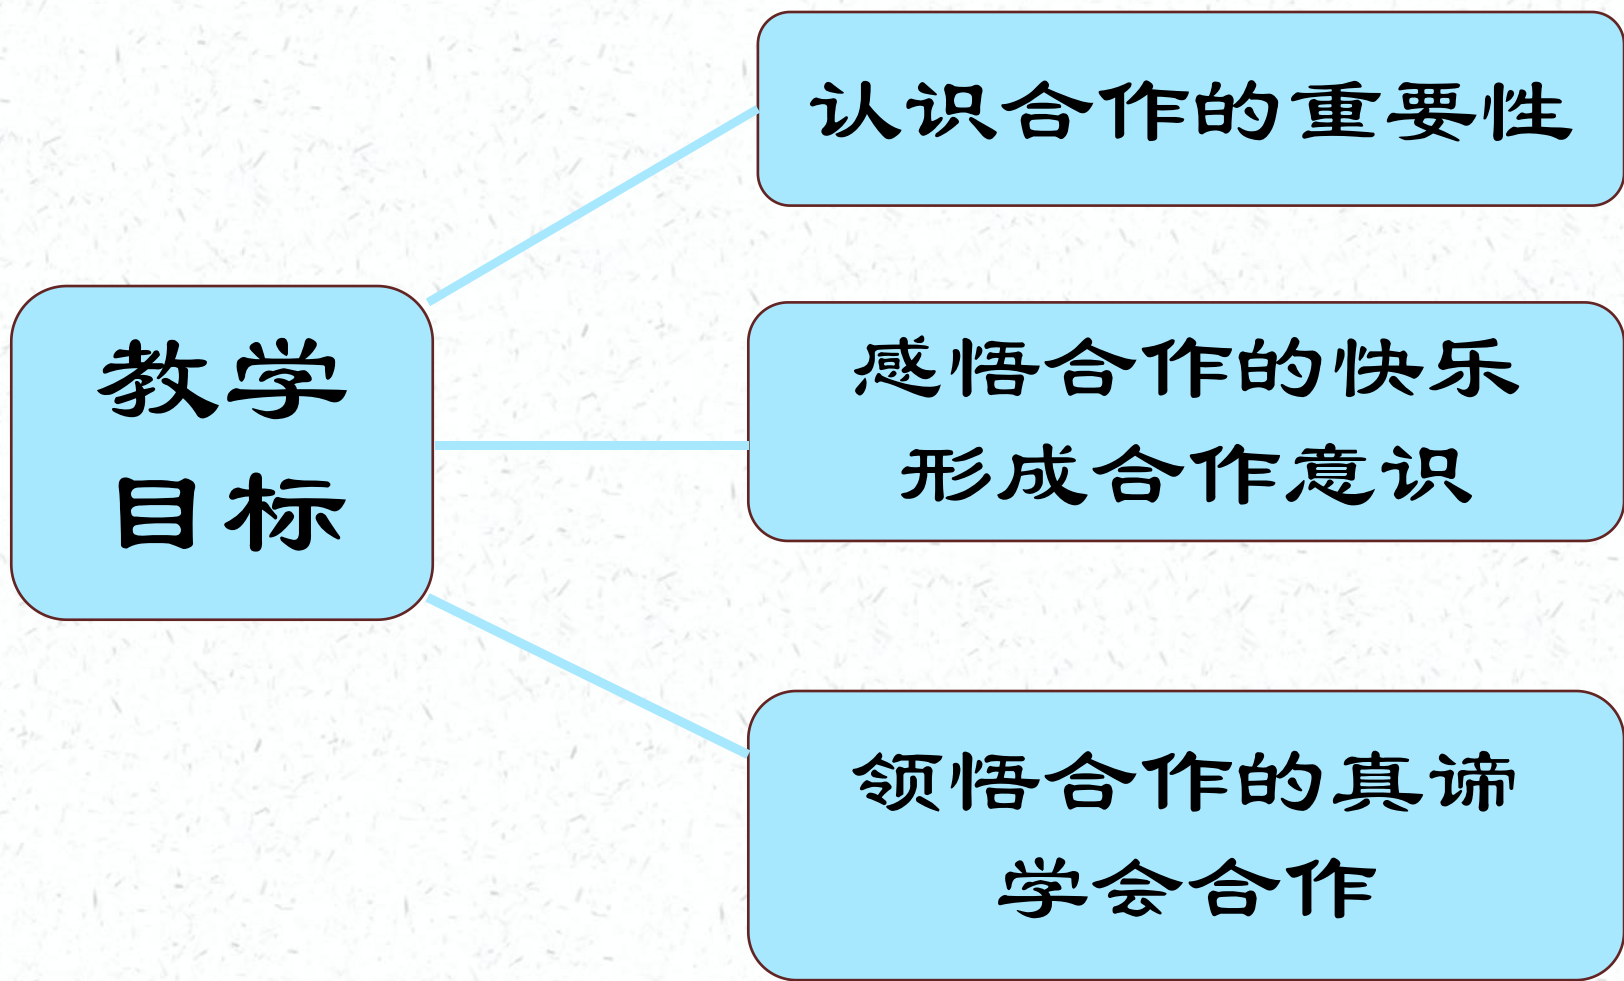 认识合作的重要性
教学
目标
感悟合作的快乐
形成合作意识
领悟合作的真谛
学会合作